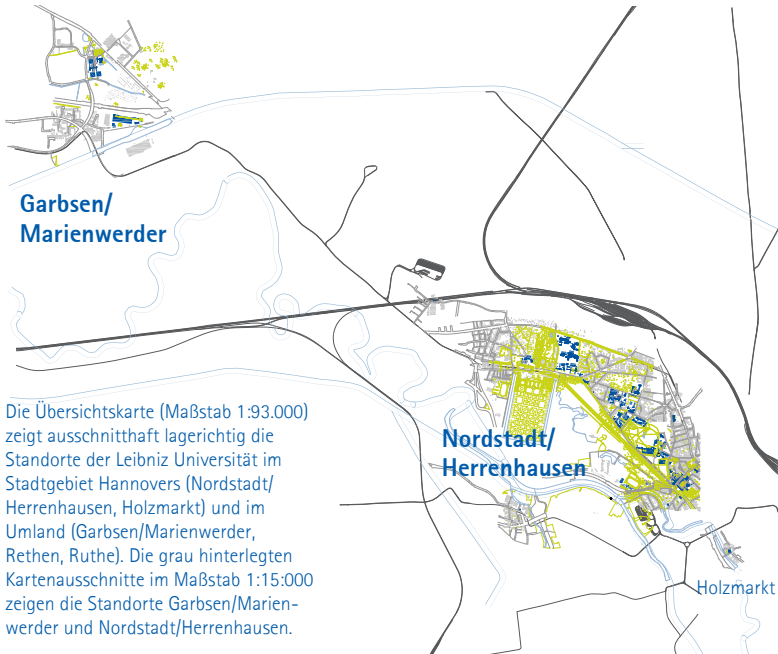 Garbsen/
Marienwerder
Nordstadt/
Herrenhausen
Holzmarkt
Die Übersichtskarte (Maßstab 1:93.000)
zeigt ausschnitthaft lagerichtig die
Standorte der Leibniz Universität im
Stadtgebiet Hannovers (Nordstadt/
Herrenhausen, Holzmarkt) und im
Umland (Garbsen/Marienwerder,
Rethen, Ruthe). Die grau hinterlegten
Kartenausschnitte im Maßstab 1:15:000
zeigen die Standorte Garbsen/Marien-
werder und Nordstadt/Herrenhausen.